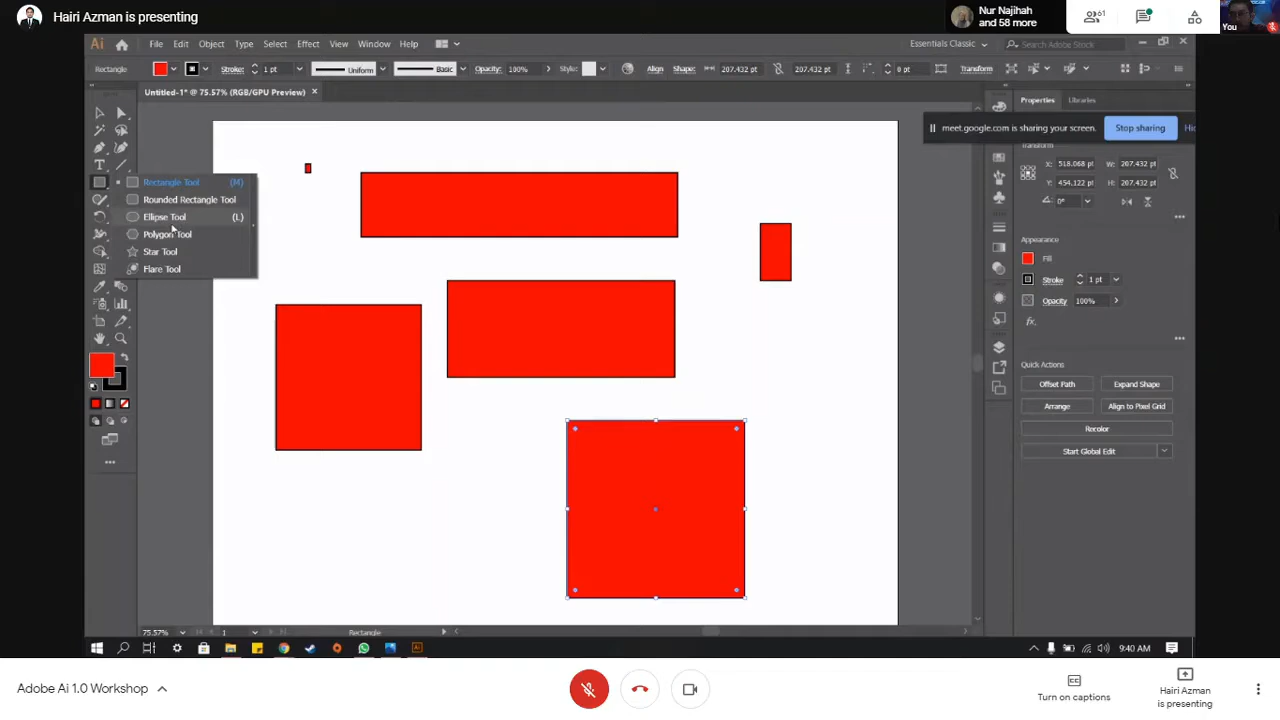 Hairi Azman is presenting
Nur Najihah
and 58 more
61
You
Ai
File Edit Object Type Select Effect View Window Help
Essentials Classic
Search Adobe Stock
Rectangle
Stroke: 1 pt
Uniform
Basic
Opacity: 100%
Style:
Align
Shape:
207.432 pt
207.432 pt
0 pt
Transform
Untitled-1* @ 75.57% (RGB/GPU Preview) ×
Properties Libraries
meet.google.com is sharing your screen.
Stop sharing
Transform
X: 518.068 pt W: 207.432 pt
Y: 454.122 pt H: 207.432 pt
0°
Rectangle Tool (M)
Rounded Rectangle Tool
Ellipse Tool (L)
Polygon Tool
Star Tool
Flare Tool
Appearance
Fill
Stroke 1 pt
Opacity 100%
fx.
Quick Actions
Offset Path Expand Shape
Arrange Align to Pixel Grid
Recolor
Start Global Edit
75.57% 1 Rectangle
9:40 AM
Adobe Ai 1.0 Workshop
Turn on captions
Hairi Azman
is presenting